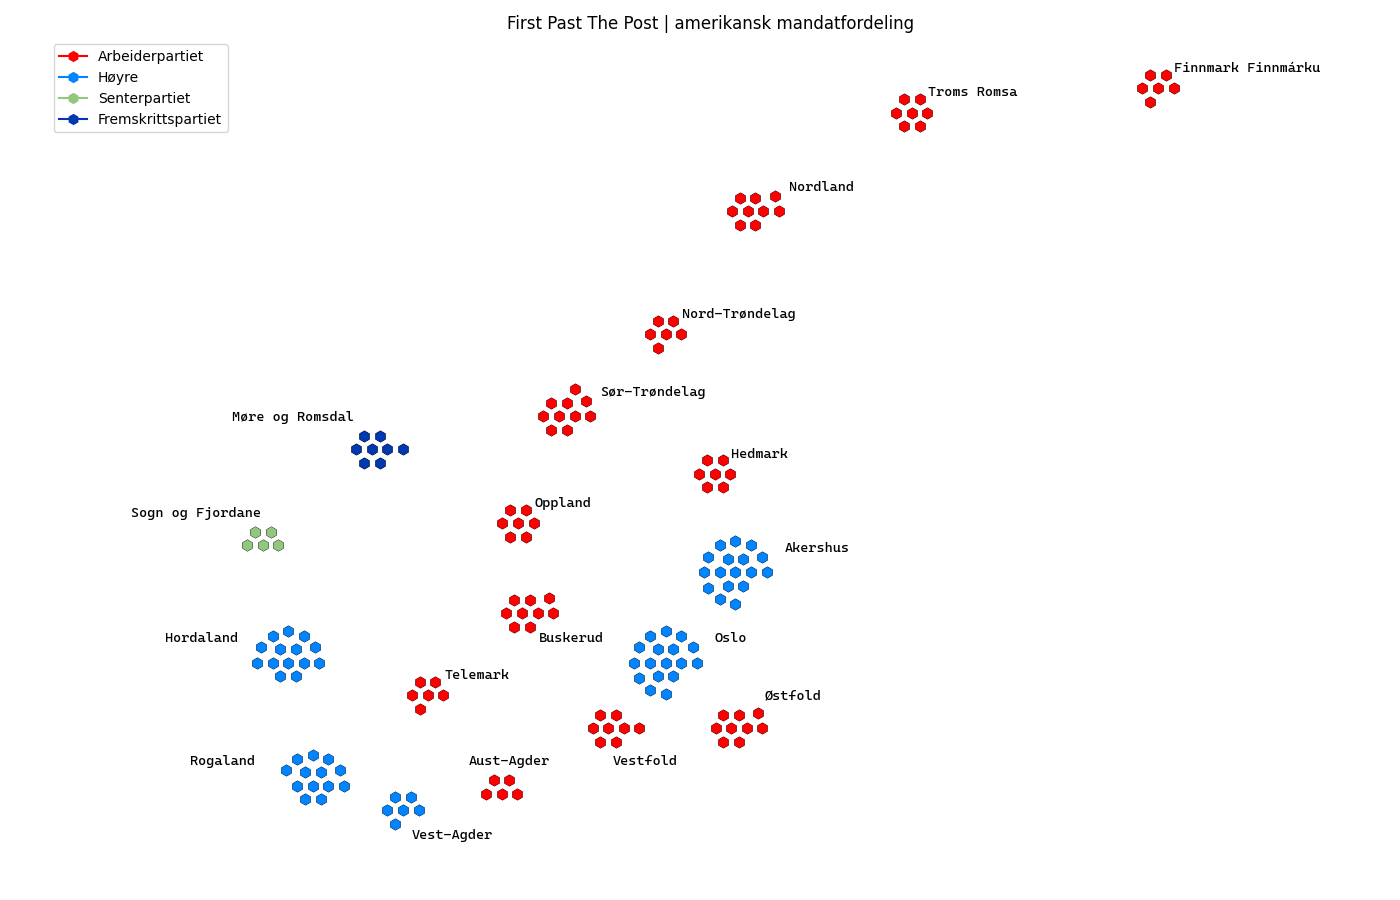 First Past The Post | amerikansk mandatfordeling
Arbeiderpartiet
Høyre
Senterpartiet
Fremskrittspartiet
Finnmark Finnmárku
Troms Romsa
Nordland
Nord-Trøndelag
Sør-Trøndelag
Møre og Romsdal
Hedmark
Oppland
Sogn og Fjordane
Akershus
Hordaland
Buskerud
Oslo
Telemark
Østfold
Rogaland
Aust-Agder
Vestfold
Vest-Agder